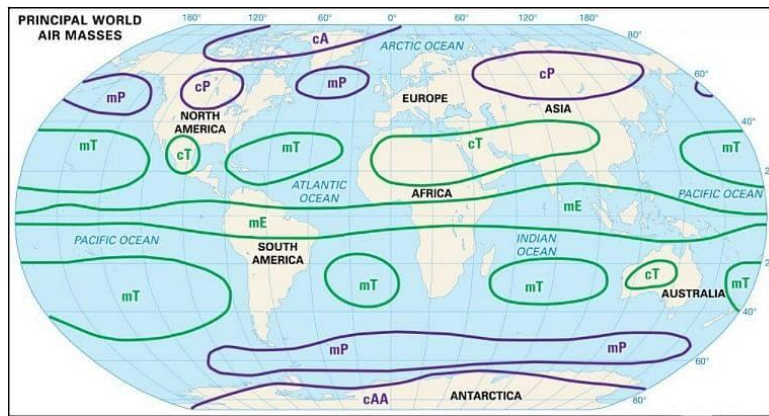 PRINCIPAL WORLD
AIR MASSES
180° 120° 60° 0° 60° 120° 180°
80°
cA
ARCTIC OCEAN
60°
mP
cP
mP
cP
EUROPE
ASIA
NORTH
AMERICA
40°
mT
cT
mT
cT
mT
2
ATLANTIC
OCEAN
AFRICA
PACIFIC OCEAN
mE
mE
PACIFIC OCEAN
SOUTH
AMERICA
INDIAN
OCEAN
2
mT
mT
mT
cT
mT
AUSTRALIA
40°
mP
mP
60°
cAA
ANTARCTICA
80°